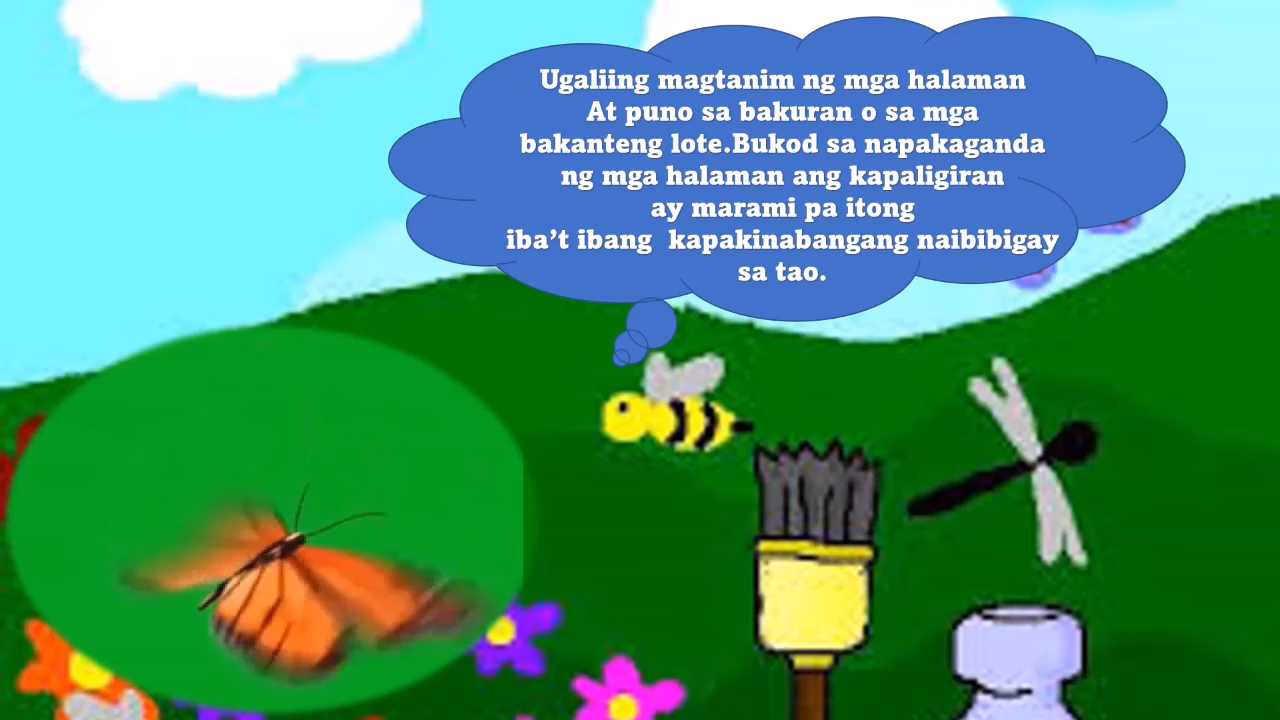 Ugaliing magtanim ng mga halaman
At puno sa bakuran o sa mga
bakanteng lote.Bukod sa napakaganda
ng mga halaman ang kapaligiran
ay marami pa itong
iba’t ibang  kapakinabangang naibibigay
sa tao.